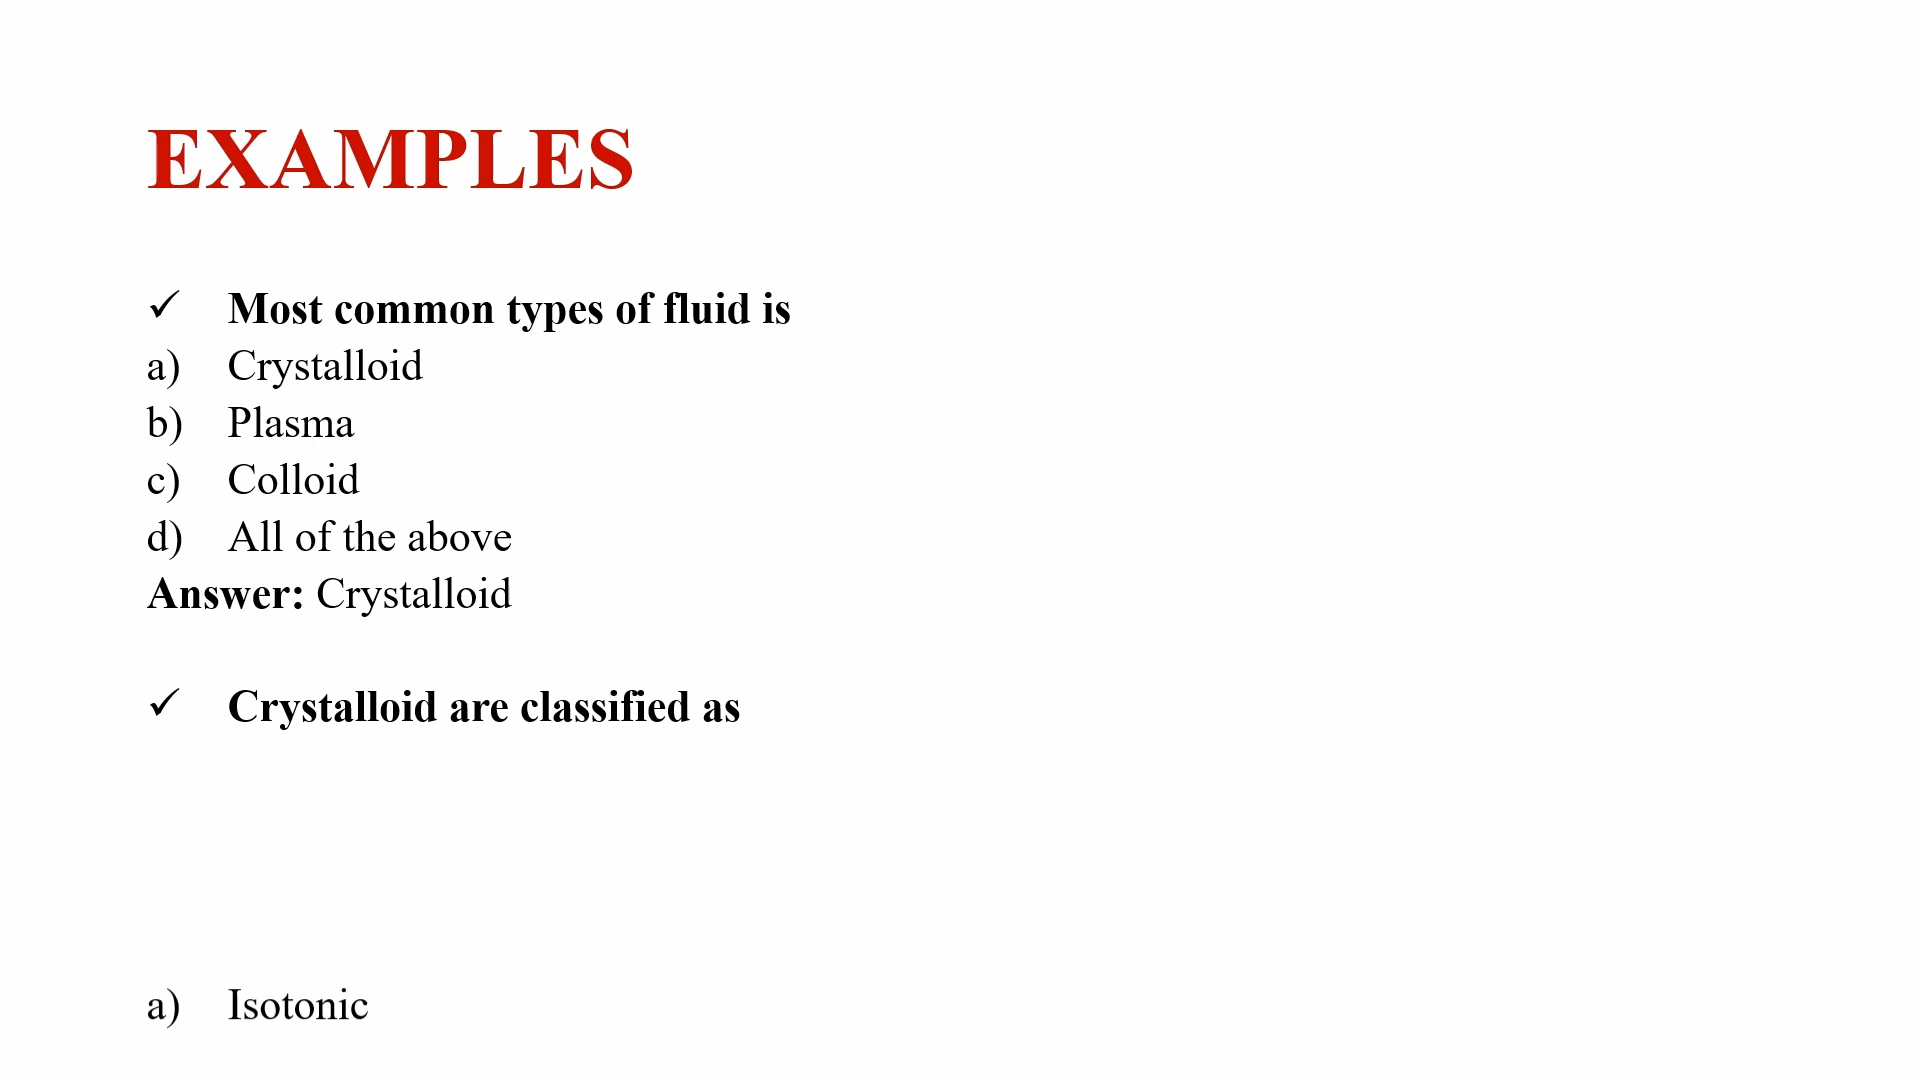 EXAMPLES
✓ Most common types of fluid is
a) Crystalloid
b) Plasma
c) Colloid
d) All of the above
Answer: Crystalloid
✓ Crystalloid are classified as
a) Isotonic